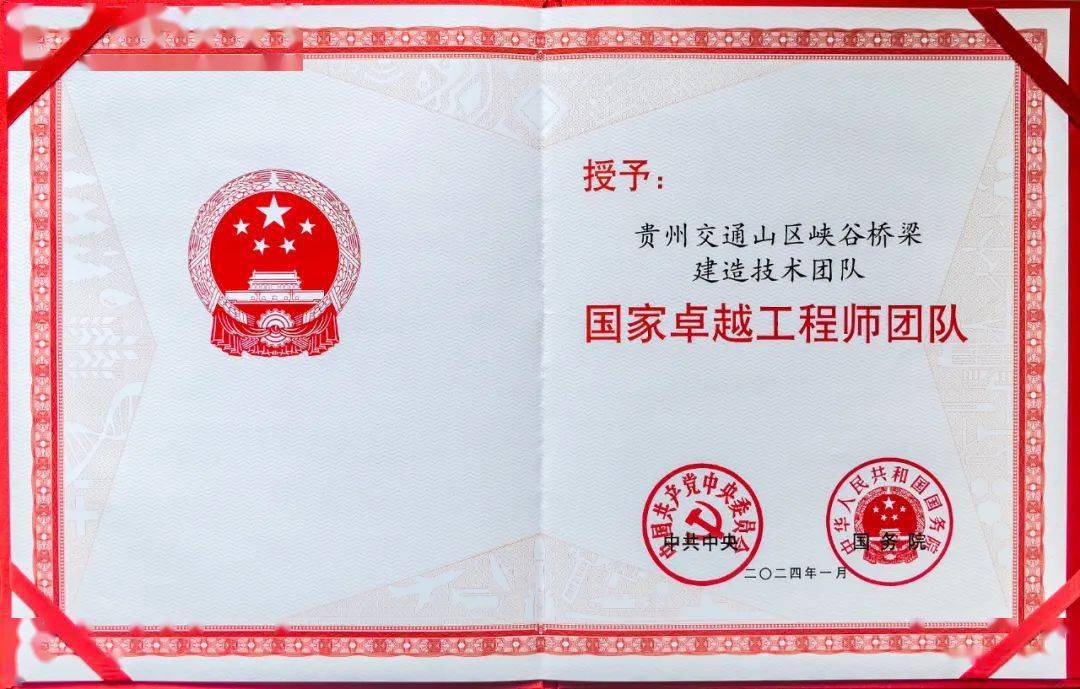 授予：
贵州交通山区峡谷桥梁
建造技术团队
国家卓越工程师团队
中国共产党中央委员会
中华人民共和国国务院
中共中央
国务院
二〇二四年一月